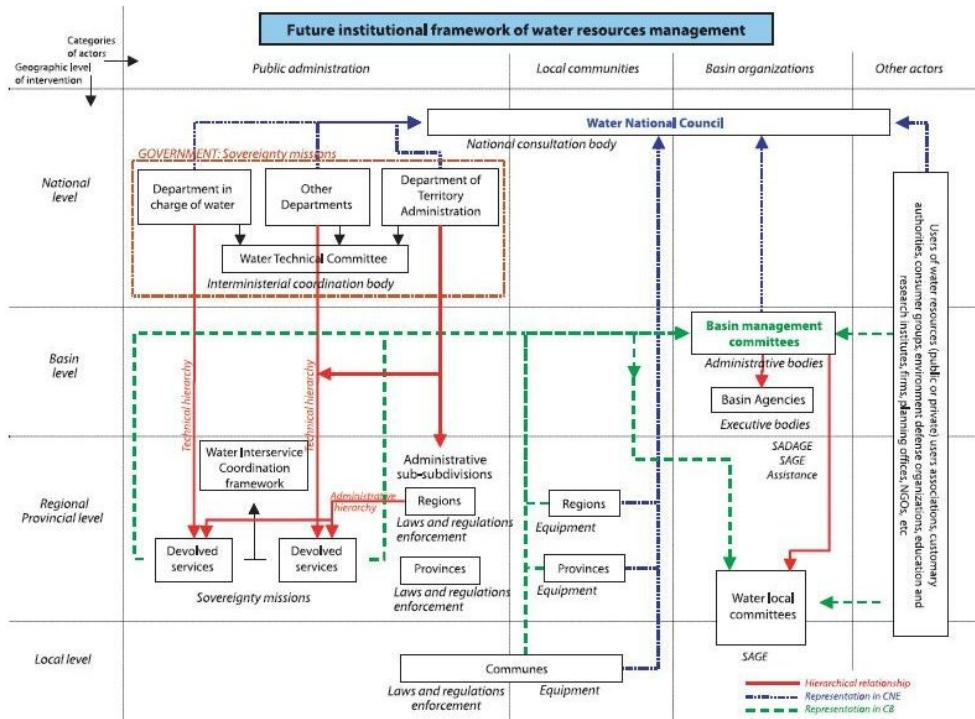 Future institutional framework of water resources management
Categories
of actors
Geographic level
of intervention
Public administration
Local communities
Basin organizations
Other actors
Water National Council
National consultation body
GOVERNMENT: Sovereignty missions
National
level
Department in
charge of water
Other
Departments
Department of
Territory
Administration
Water Technical Committee
Interministerial coordination body
Users of water resources (public or private) users associations, customary
authorities, consumer groups, environment defense organizations, education and
research institutes, firms, planning offices, NGOs, etc
Basin
level
Technical hierarchy
Technical hierarchy
Basin management
committees
Administrative bodies
Basin Agencies
Executive bodies
SADAGE
SAGE
Assistance
Water Interservice
Coordination
framework
Administrative
sub-subdivisions
Regional
Provincial level
Administrative
hierarchy
Regions
Laws and regulations
enforcement
Regions
Equipment
Devolved
services
Devolved
services
Sovereignty missions
Provinces
Laws and regulations
enforcement
Provinces
Equipment
Water local
committees
SAGE
Local level
Communes
Laws and regulations
enforcement
Equipment
Hierarchical relationship
Representation in CNE
Representation in CB